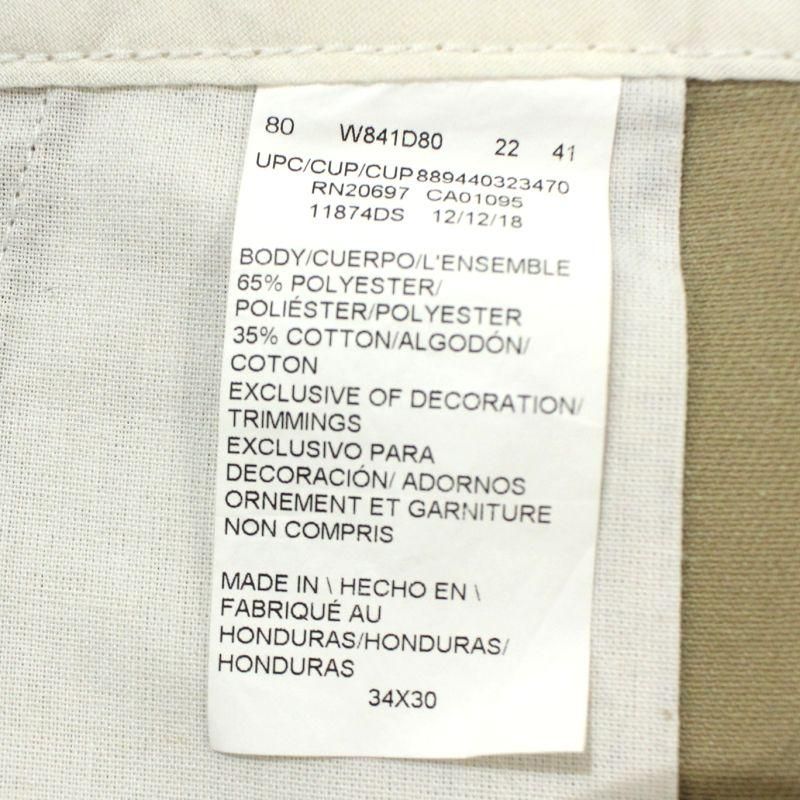 80 W841D80 22 41
UPC/CUP/CUP889440323470
RN20697 CA01095
11874DS 12/12/18
BODY/CUERPO/L'ENSEMBLE
65% POLYESTER/
POLIÉSTER/POLYESTER
35% COTTON/ALGODÓN/
COTON
EXCLUSIVE OF DECORATION/
TRIMMINGS
EXCLUSIVO PARA
DECORACIÓN/ ADORNOS
ORNEMENT ET GARNITURE
NON COMPRIS
MADE IN \ HECHO EN \
FABRIQUÉ AU
HONDURAS/HONDURAS/
HONDURAS
34X30